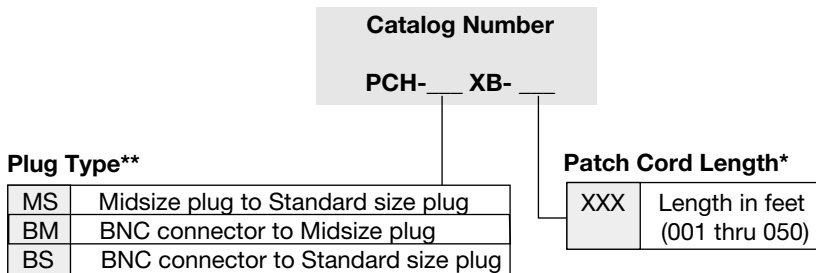 Catalog Number
PCH-___ XB- ___
Plug Type**
MS Midsize plug to Standard size plug
BM BNC connector to Midsize plug
BS BNC connector to Standard size plug
Patch Cord Length*
XXX Length in feet
(001 thru 050)